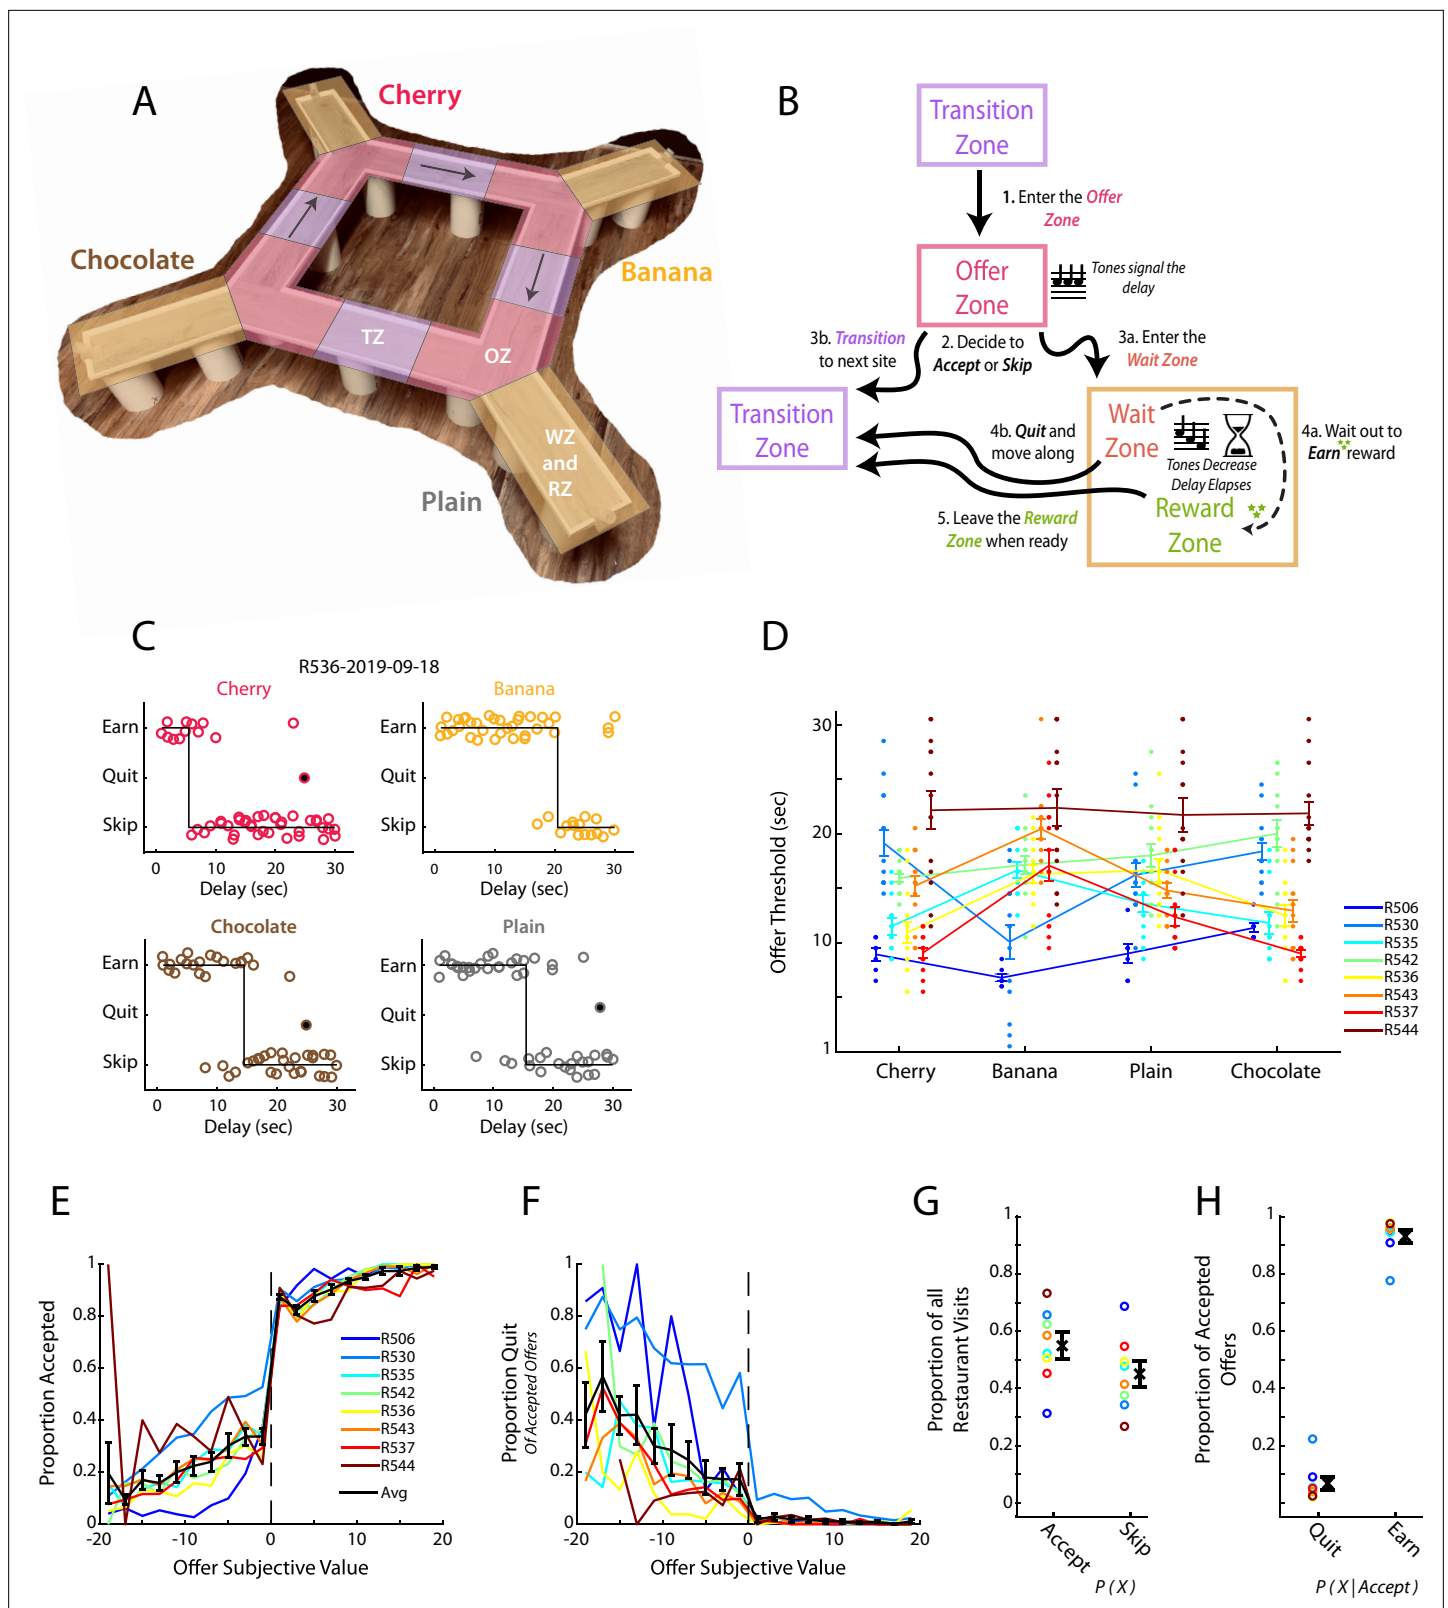 A
Cherry
Chocolate
Banana
TZ
OZ
WZ
and
RZ
Plain
B
Transition
Zone
1. Enter the Offer
Zone
Offer
Zone
Tones signal the
delay
3b. Transition
to next site
2. Decide to
Accept or Skip
3a. Enter the
Wait Zone
Transition
Zone
4b. Quit and
move along
Wait
Zone
Tones Decrease
Delay Elapses
4a. Wait out to
Earn reward
5. Leave the Reward
Zone when ready
Reward
Zone
C
R536-2019-09-18
Cherry
Earn
Quit
Skip
0 10 20 30
Delay (sec)
Banana
Earn
Quit
Skip
0 10 20 30
Delay (sec)
Chocolate
Earn
Quit
Skip
0 10 20 30
Delay (sec)
Plain
Earn
Quit
Skip
0 10 20 30
Delay (sec)
D
Offer Threshold (sec)
30
20
10
1
Cherry Banana Plain Chocolate
R506
R530
R535
R542
R536
R543
R537
R544
E
Proportion Accepted
1
0.8
0.6
0.4
0.2
0
-20 -10 0 10 20
Offer Subjective Value
R506
R530
R535
R542
R536
R543
R537
R544
Avg
F
Proportion Quit
Of Accepted Offers
1
0.8
0.6
0.4
0.2
0
-20 -10 0 10 20
Offer Subjective Value
G
Proportion of all
Restaurant Visits
1
0.8
0.6
0.4
0.2
0
Accept
Skip
P ( X )
H
Proportion of Accepted
Offers
1
0.8
0.6
0.4
0.2
Quit
Earn
P ( X | Accept )